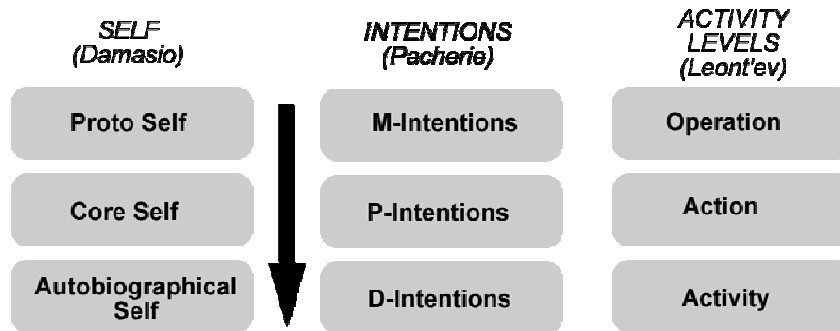 SELF
(Damasio)
INTENTIONS
(Pacherie)
ACTIVITY
LEVELS
(Leont'ev)
Proto Self
M-Intentions
Operation
Core Self
P-Intentions
Action
Autobiographical
Self
D-Intentions
Activity